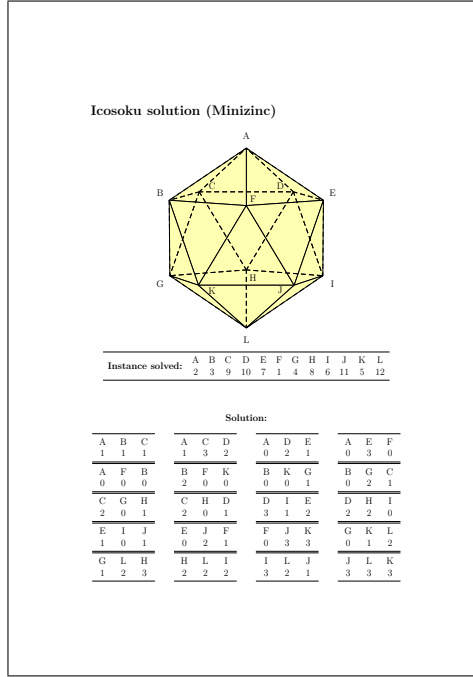 Icosoku solution (Minizinc)
A
B C D E
F
G H I
K J
L
Instance solved: A B C D E F G H I J K L
2 3 9 10 7 1 4 8 6 11 5 12
Solution:
A B C A C D A D E A E F
1 1 1 1 3 2 0 2 1 0 3 0
A F B B F K B K G B G C
0 0 0 2 0 0 0 0 1 0 2 1
C G H C H D D I E D H I
2 0 1 2 0 1 3 1 2 2 2 0
E I J E J F F J K G K L
1 0 1 0 2 1 0 3 3 0 1 2
G L H H L I I L J J L K
1 2 3 2 2 2 3 2 1 3 3 3